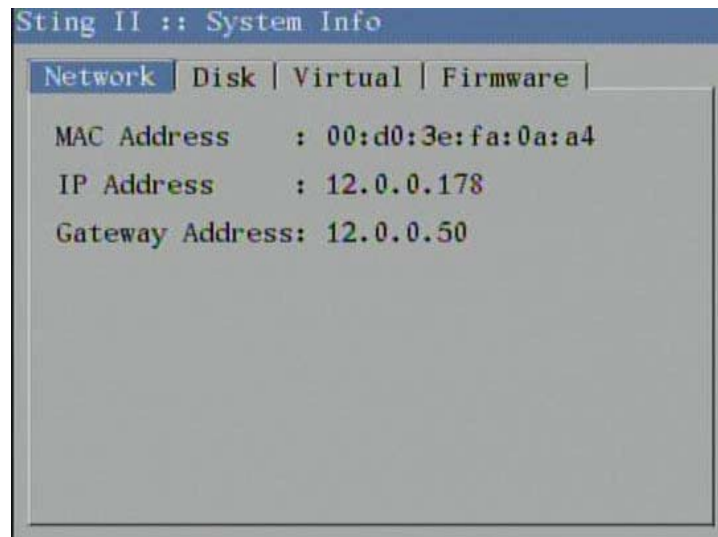 Sting II :: System Info
Network | Disk | Virtual | Firmware |
MAC Address : 00:d0:3e:fa:0a:a4
IP Address : 12.0.0.178
Gateway Address: 12.0.0.50